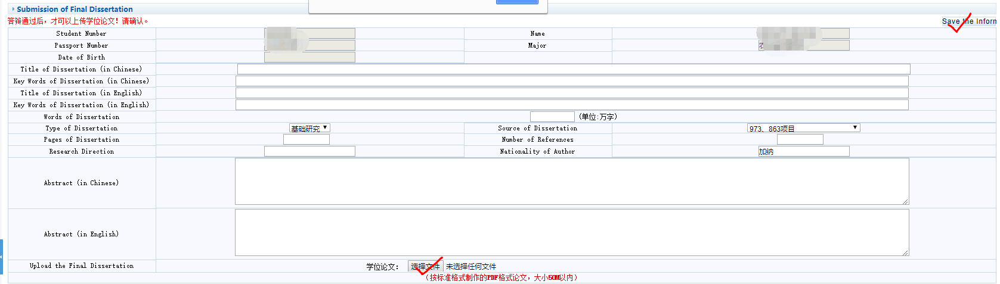 Submission of Final Dissertation
答辩通过后，才可以上传学位论文！请确认。
Save the Inform
Student Number
Name
Passport Number
Major
Date of Birth
Title of Dissertation (in Chinese)
Key Words of Dissertation (in Chinese)
Title of Dissertation (in English)
Key Words of Dissertation (in English)
Words of Dissertation (单位:万字)
Type of Dissertation 基础研究 Source of Dissertation 973、863项目
Pages of Dissertation Number of References
Research Direction Nationality of Author 加纳
Abstract (in Chinese)
Abstract (in English)
Upload the Final Dissertation 学位论文： 选择文件 未选择任何文件
（按标准格式制作的PDF格式论文，大小50M以内）